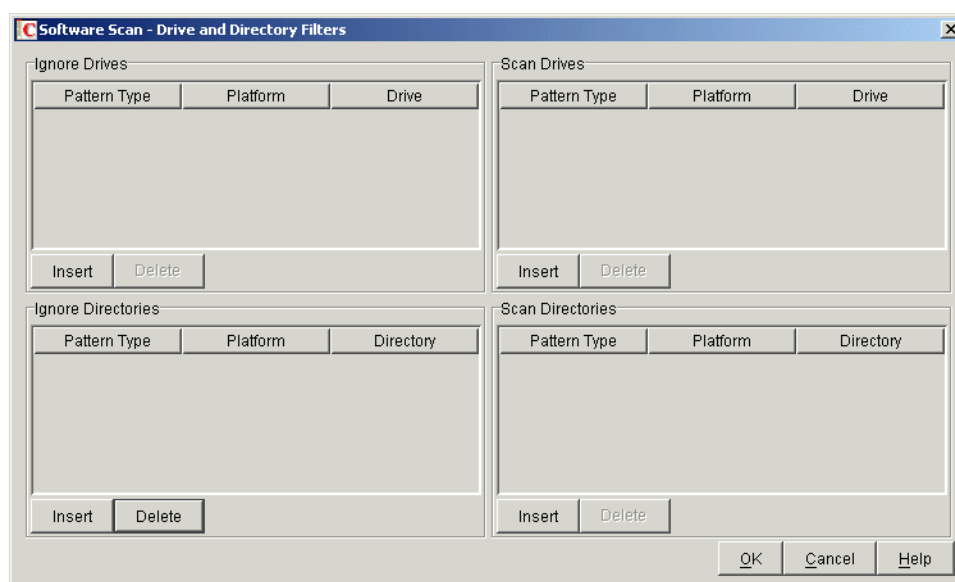 Software Scan - Drive and Directory Filters
Ignore Drives
Pattern Type Platform Drive
Insert Delete
Scan Drives
Pattern Type Platform Drive
Insert Delete
Ignore Directories
Pattern Type Platform Directory
Insert Delete
Scan Directories
Pattern Type Platform Directory
Insert Delete
OK Cancel Help